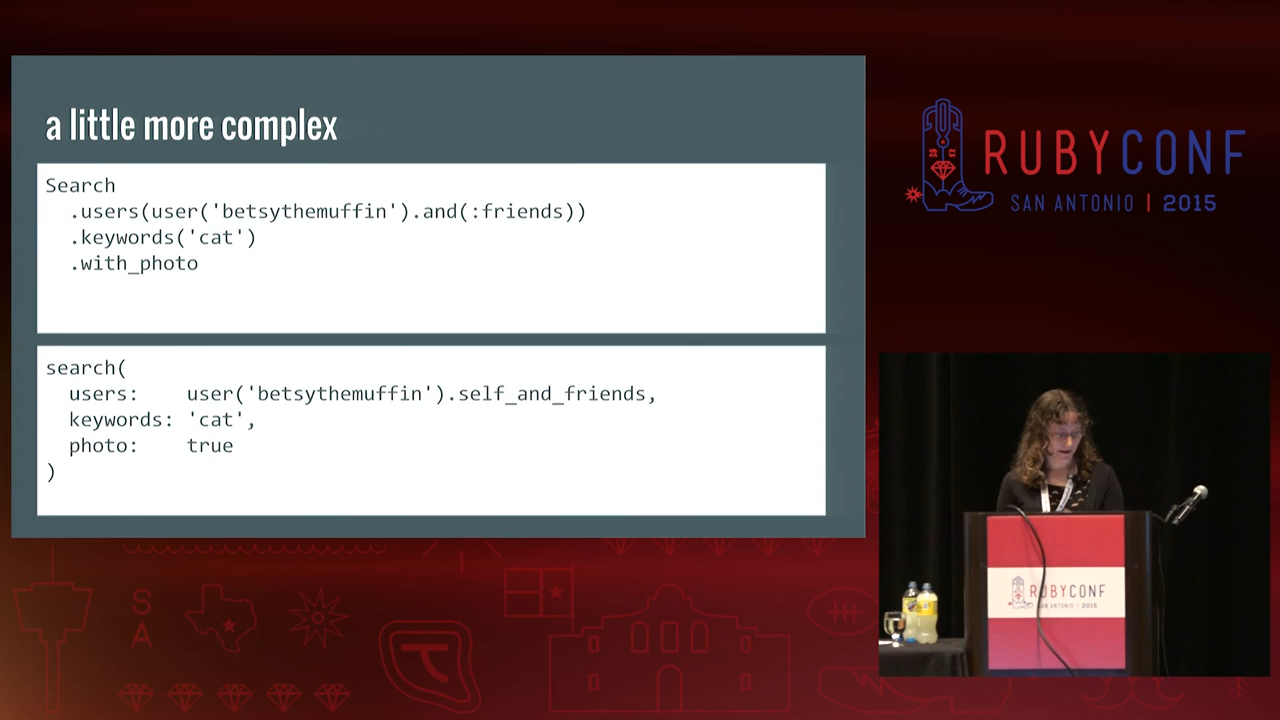 a little more complex
Search
  .users(user('betsythemuffin').and(:friends))
  .keywords('cat')
  .with_photo
search(
  users:    user('betsythemuffin').self_and_friends,
  keywords: 'cat',
  photo:    true
)
RUBYCONF
SAN ANTONIO | 2015
RUBYCONF
SAN ANTONIO | 2015
S
A